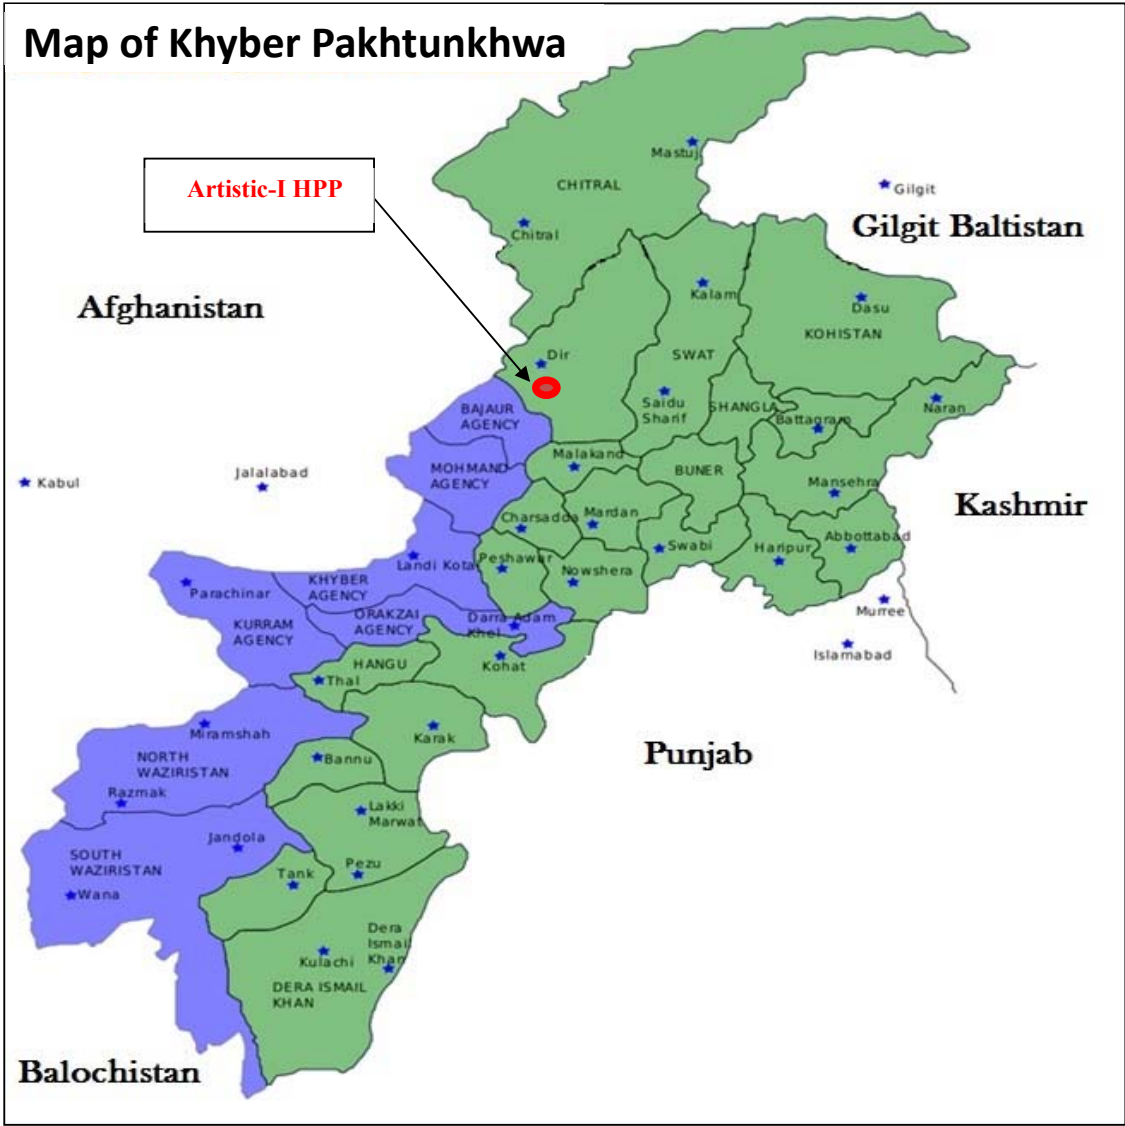 Map of Khyber Pakhtunkhwa
Mastuj
Artistic-I HPP
CHITRAL
Gilgit
Gilgit Baltistan
Chitral
Afghanistan
Kalam
Dasu
KOHISTAN
Dir
SWAT
Saidu
Sharif
SHANGLA
Naran
BAJAUR
AGENCY
Battagram
Malakand
MOHMAND
AGENCY
BUNER
Jalalabad
Kabul
Mansehra
Kashmir
Charsadda
Mardan
Abbottabad
Swabi
Haripur
Landi Kota
Peshawar
Nowshera
KHYBER
AGENCY
Parachinar
Murree
ORAKZAI
AGENCY
Darra Adam
Khel
KURRAM
AGENCY
Islamabad
HANGU
Kohat
Thal
Miramshah
Karak
Punjab
NORTH
WAZIRISTAN
Bannu
Razmak
Lakki
Marwat
Jandola
SOUTH
WAZIRISTAN
Pezu
Tank
Wana
Dera
Ismail
Khan
Kulachi
DERA ISMAIL
KHAN
Balochistan